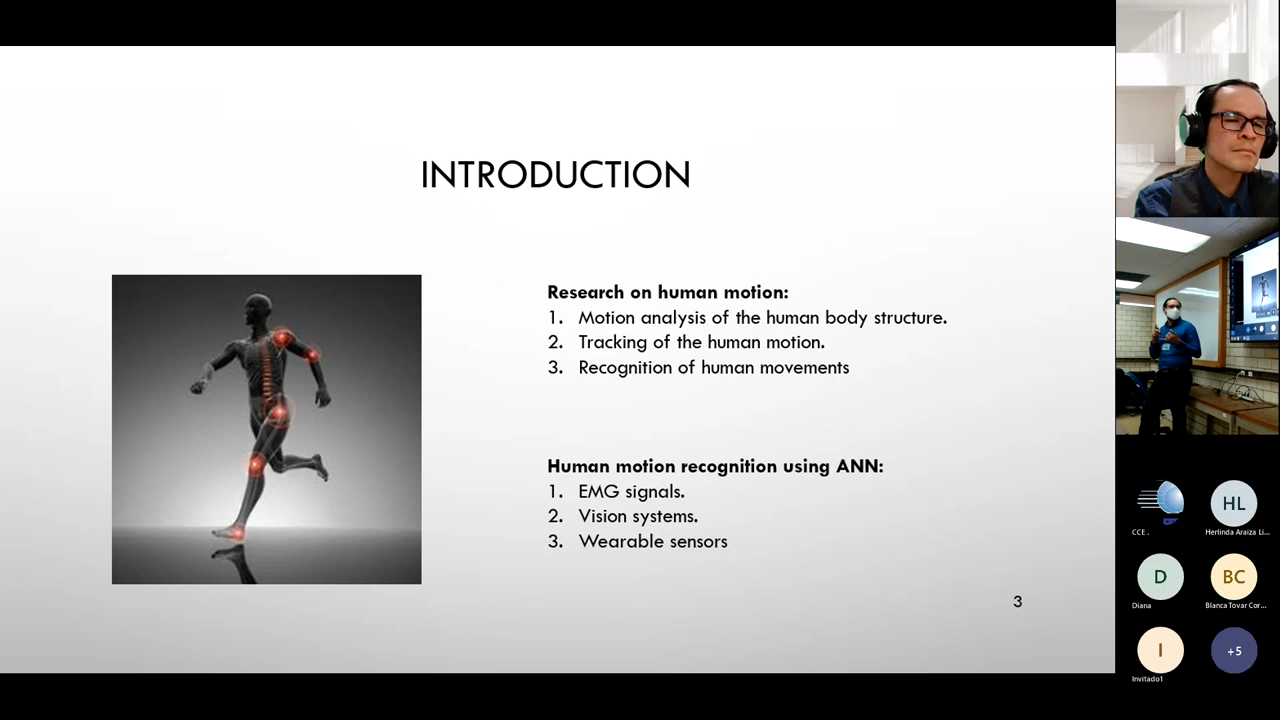 INTRODUCTION
Research on human motion:
1. Motion analysis of the human body structure.
2. Tracking of the human motion.
3. Recognition of human movements
Human motion recognition using ANN:
1. EMG signals.
2. Vision systems.
3. Wearable sensors
3
CCE .
HL
Herlinda Araiza Li...
D
Diana
BC
Blanca Tovar Cor...
I
Invitado1
+5